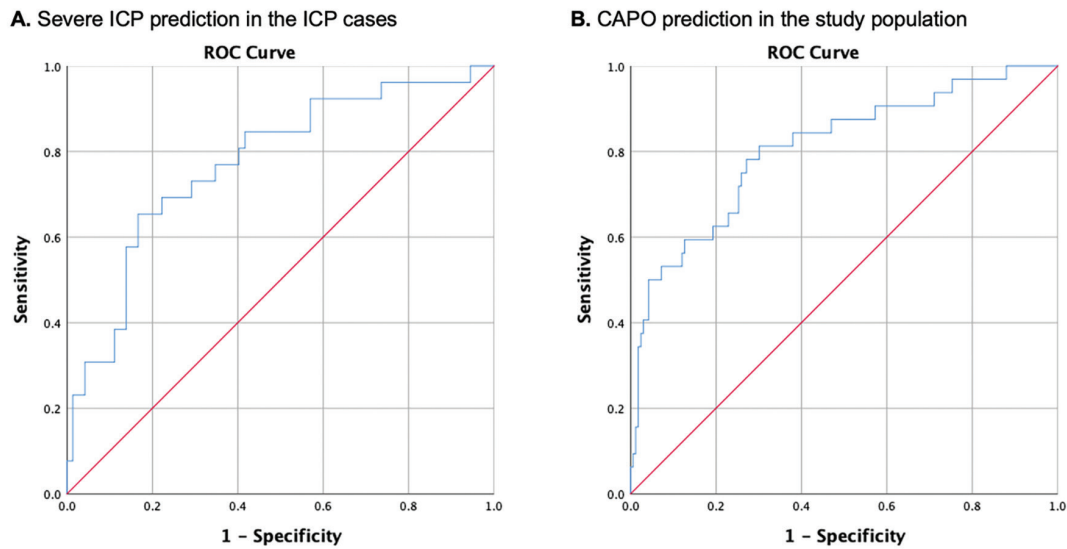 A. Severe ICP prediction in the ICP cases
ROC Curve
1.0
0.8
0.6
0.4
0.2
0.0
Sensitivity
0.0 0.2 0.4 0.6 0.8 1.0
1 – Specificity
B. CAPO prediction in the study population
ROC Curve
1.0
0.8
0.6
0.4
0.2
0.0
Sensitivity
0.0 0.2 0.4 0.6 0.8 1.0
1 – Specificity